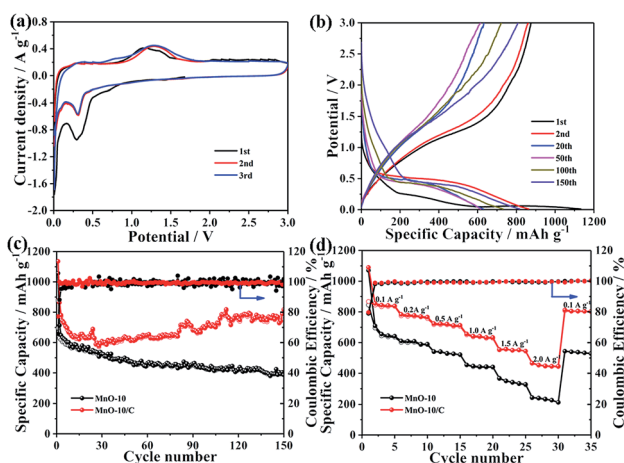 (a)
Current density / A g⁻¹
0.8
0.4
0.0
-0.4
-0.8
-1.2
-1.6
-2.0
1st
2nd
3rd
0.0 0.5 1.0 1.5 2.0 2.5 3.0
Potential / V
(b)
Potential / V
3.0
2.5
2.0
1.5
1.0
0.5
0.0
1st
2nd
20th
50th
100th
150th
0 200 400 600 800 1000 1200
Specific Capacity / mAh g⁻¹
(c)
Specific Capacity / mAh g⁻¹
1200
1000
800
600
400
200
0
MnO-10
MnO-10/C
0 30 60 90 120 150
Cycle number
120
100
80
60
40
20
0
Coulombic Efficiency / %
(d)
Specific Capacity / mAh g⁻¹
1200
1000
800
600
400
200
0
0.1 A g⁻¹
0.2A g⁻¹
0.5 A g⁻¹
1.0 A g⁻¹
1.5 A g⁻¹
2.0 A g⁻¹
0.1 A g⁻¹
MnO-10
MnO-10/C
0 5 10 15 20 25 30 35
Cycle number
120
100
80
60
40
20
0
Coulombic Efficiency / %